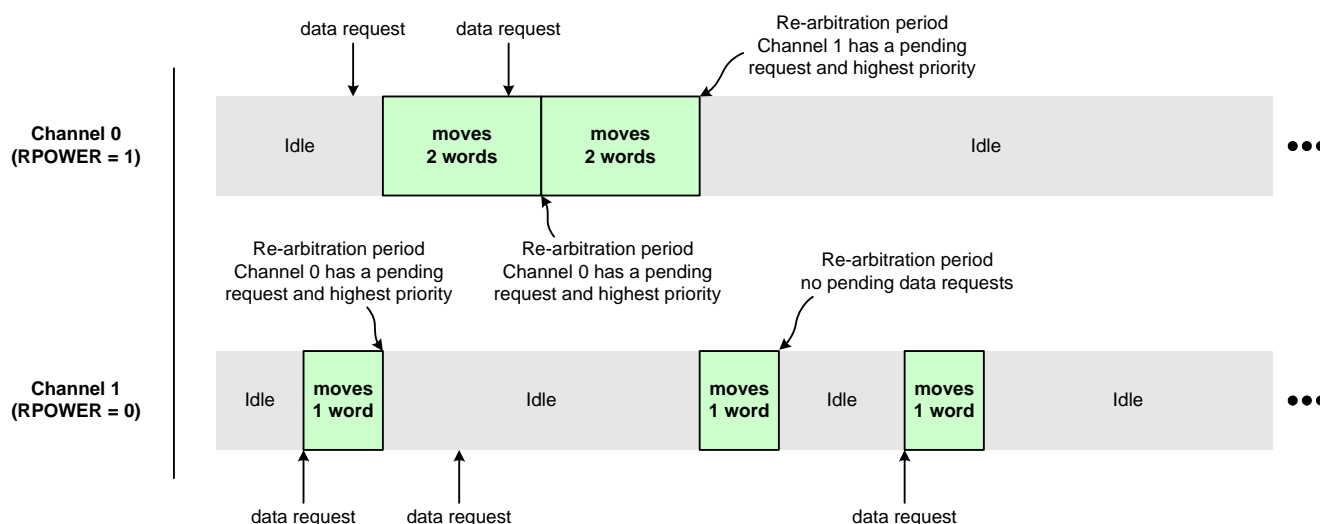 data request
data request
Re-arbitration period
Channel 1 has a pending
request and highest priority
Channel 0
(RPOWER = 1)
Idle
moves
2 words
moves
2 words
Idle
Re-arbitration period
Channel 0 has a pending
request and highest priority
Re-arbitration period
Channel 0 has a pending
request and highest priority
Re-arbitration period
no pending data requests
Channel 1
(RPOWER = 0)
Idle
moves
1 word
Idle
moves
1 word
Idle
moves
1 word
Idle
data request
data request
data request